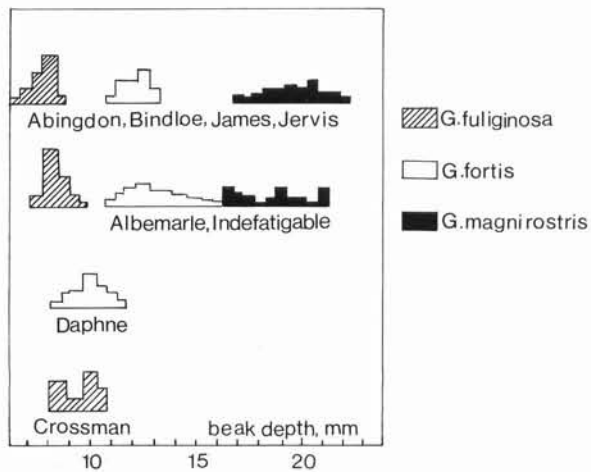 Abingdon, Bindloe, James, Jervis
Albemarle, Indefatigable
Daphne
Crossman
beak depth, mm
10 15 20
G.fuliginosa
G.fortis
G.magnirostris